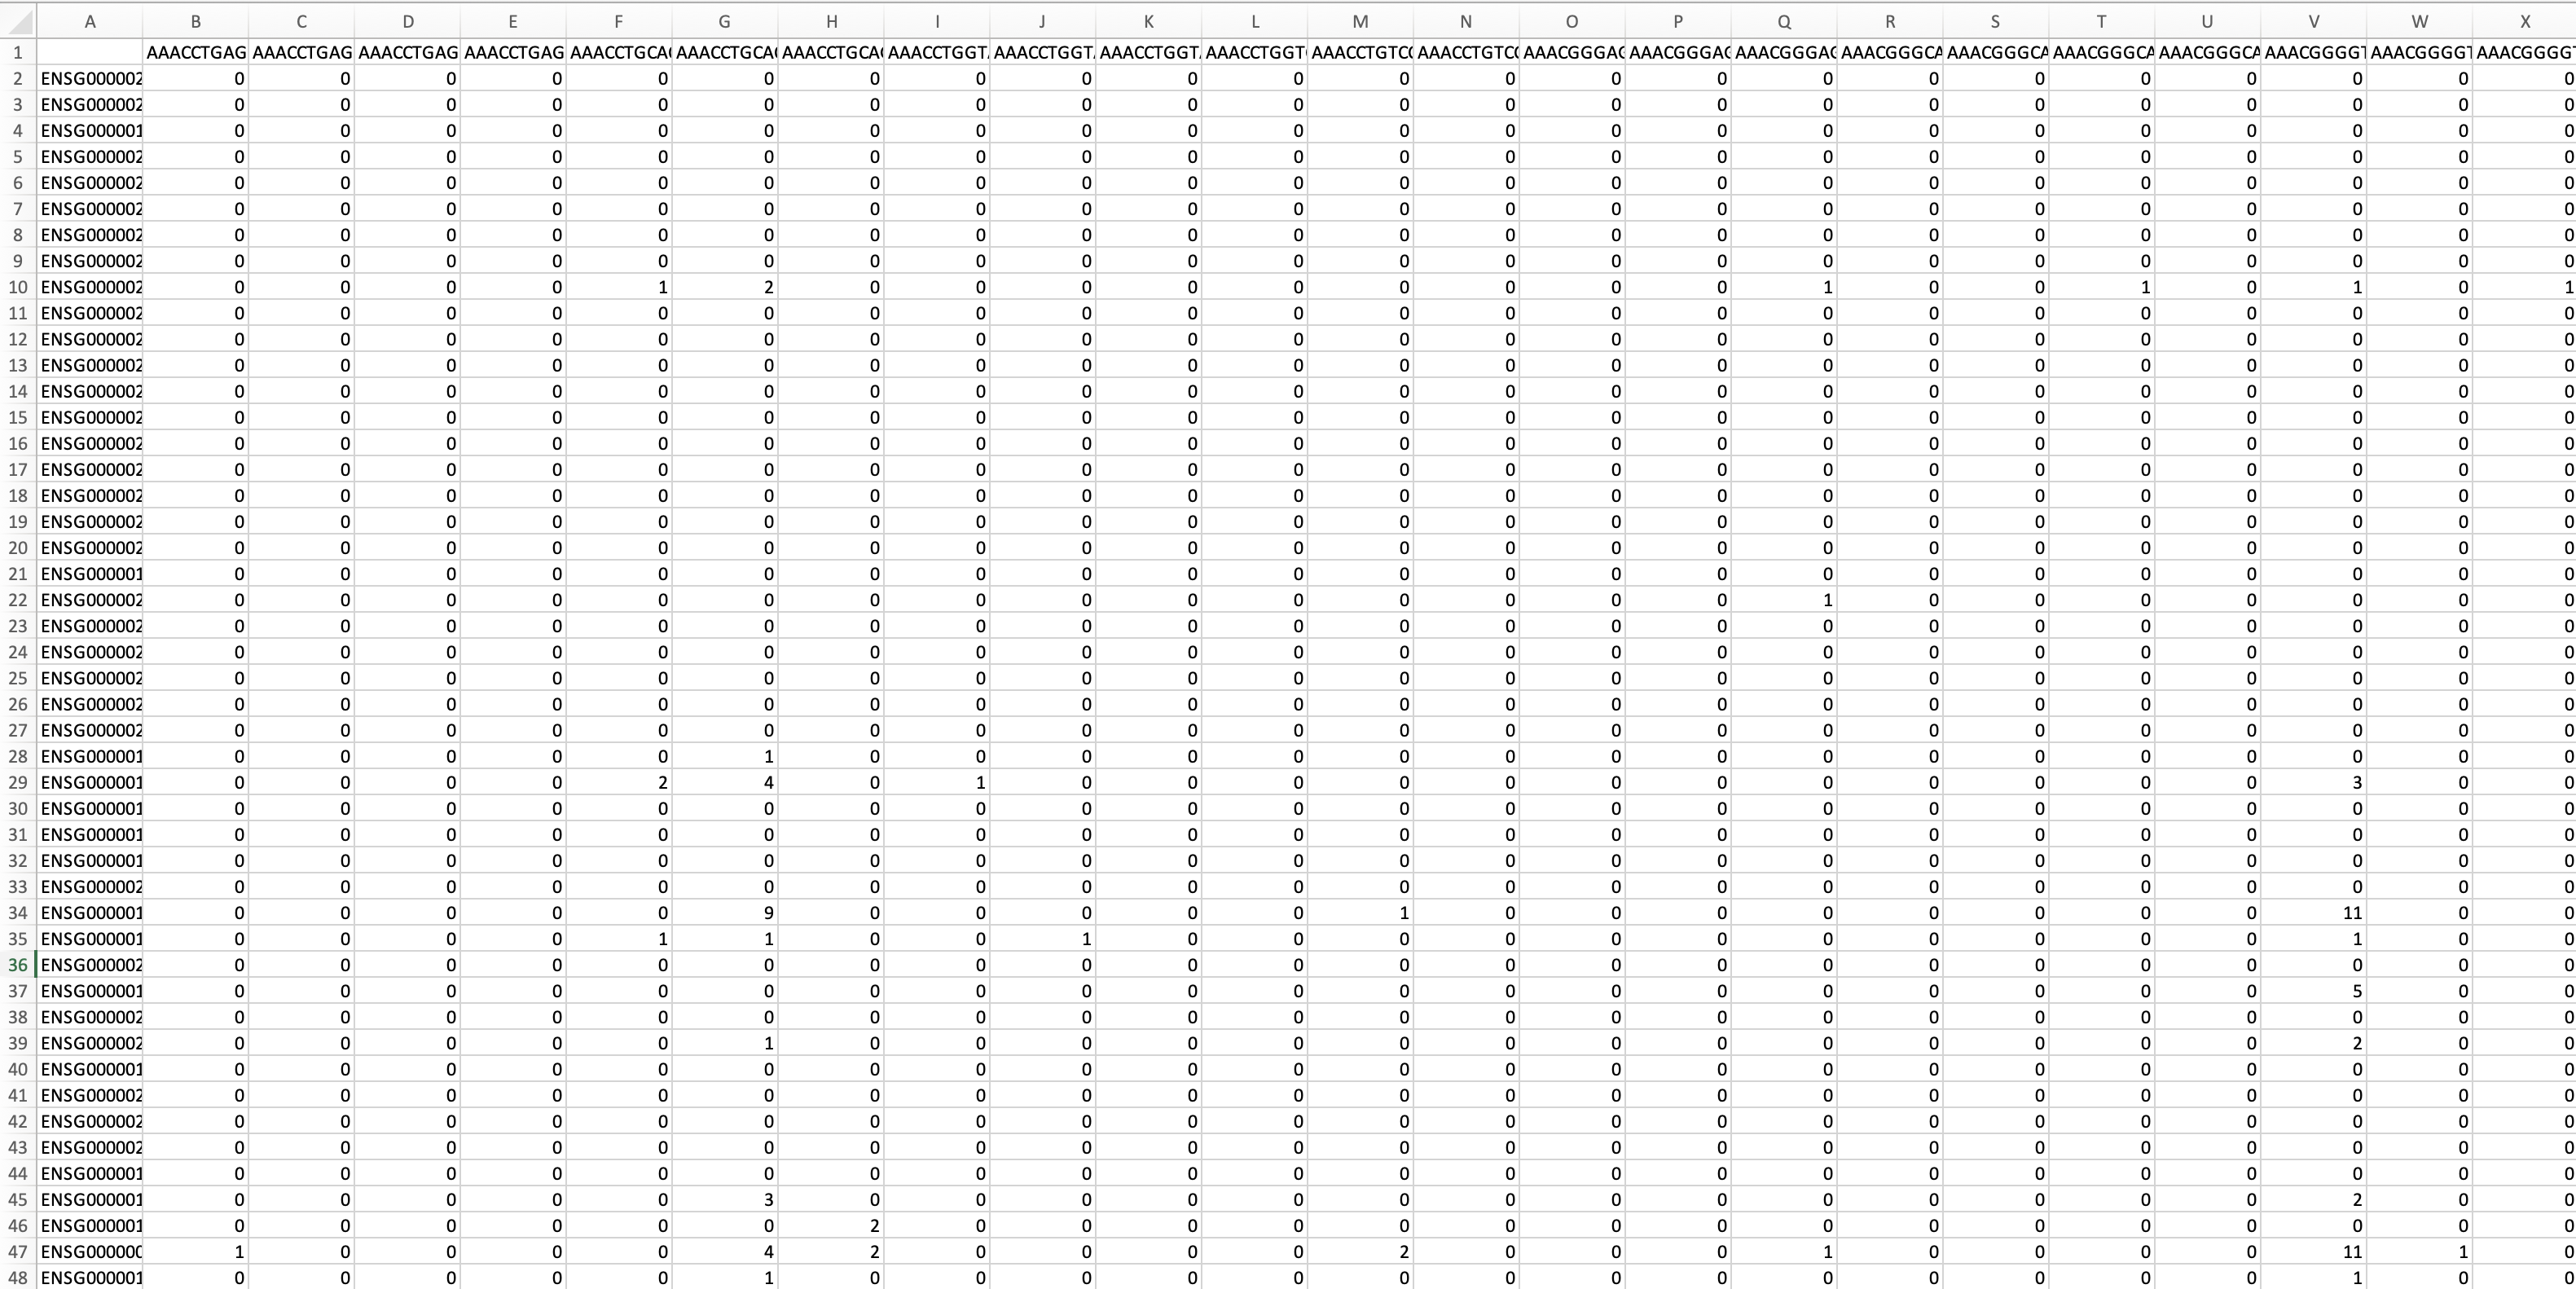 A B C D E F G H I J K L M N O P Q R S T U V W X
1 AAACCTGAG AAACCTGAG AAACCTGAG AAACCTGAG AAACCTGCA AAACCTGCA AAACCTGCA AAACCTGGT AAACCTGGT AAACCTGGT AAACCTGGT AAACCTGTC AAACCTGTC AAACGGGA AAACGGGA AAACGGGA AAACGGGCA AAACGGGCA AAACGGGCA AAACGGGCA AAACGGGG AAACGGGG AAACGGGG
2 ENSG000002 0 0 0 0 0 0 0 0 0 0 0 0 0 0 0 0 0 0 0 0 0 0 0
3 ENSG000002 0 0 0 0 0 0 0 0 0 0 0 0 0 0 0 0 0 0 0 0 0 0 0
4 ENSG000001 0 0 0 0 0 0 0 0 0 0 0 0 0 0 0 0 0 0 0 0 0 0 0
5 ENSG000002 0 0 0 0 0 0 0 0 0 0 0 0 0 0 0 0 0 0 0 0 0 0 0
6 ENSG000002 0 0 0 0 0 0 0 0 0 0 0 0 0 0 0 0 0 0 0 0 0 0 0
7 ENSG000002 0 0 0 0 0 0 0 0 0 0 0 0 0 0 0 0 0 0 0 0 0 0 0
8 ENSG000002 0 0 0 0 0 0 0 0 0 0 0 0 0 0 0 0 0 0 0 0 0 0 0
9 ENSG000002 0 0 0 0 0 0 0 0 0 0 0 0 0 0 0 0 0 0 0 0 0 0 0
10 ENSG000002 0 0 0 0 1 2 0 0 0 0 0 0 0 0 0 1 0 0 1 0 1 0 1
11 ENSG000002 0 0 0 0 0 0 0 0 0 0 0 0 0 0 0 0 0 0 0 0 0 0 0
12 ENSG000002 0 0 0 0 0 0 0 0 0 0 0 0 0 0 0 0 0 0 0 0 0 0 0
13 ENSG000002 0 0 0 0 0 0 0 0 0 0 0 0 0 0 0 0 0 0 0 0 0 0 0
14 ENSG000002 0 0 0 0 0 0 0 0 0 0 0 0 0 0 0 0 0 0 0 0 0 0 0
15 ENSG000002 0 0 0 0 0 0 0 0 0 0 0 0 0 0 0 0 0 0 0 0 0 0 0
16 ENSG000002 0 0 0 0 0 0 0 0 0 0 0 0 0 0 0 0 0 0 0 0 0 0 0
17 ENSG000002 0 0 0 0 0 0 0 0 0 0 0 0 0 0 0 0 0 0 0 0 0 0 0
18 ENSG000002 0 0 0 0 0 0 0 0 0 0 0 0 0 0 0 0 0 0 0 0 0 0 0
19 ENSG000002 0 0 0 0 0 0 0 0 0 0 0 0 0 0 0 0 0 0 0 0 0 0 0
20 ENSG000002 0 0 0 0 0 0 0 0 0 0 0 0 0 0 0 0 0 0 0 0 0 0 0
21 ENSG000001 0 0 0 0 0 0 0 0 0 0 0 0 0 0 0 0 0 0 0 0 0 0 0
22 ENSG000002 0 0 0 0 0 0 0 0 0 0 0 0 0 0 0 1 0 0 0 0 0 0 0
23 ENSG000002 0 0 0 0 0 0 0 0 0 0 0 0 0 0 0 0 0 0 0 0 0 0 0
24 ENSG000002 0 0 0 0 0 0 0 0 0 0 0 0 0 0 0 0 0 0 0 0 0 0 0
25 ENSG000002 0 0 0 0 0 0 0 0 0 0 0 0 0 0 0 0 0 0 0 0 0 0 0
26 ENSG000002 0 0 0 0 0 0 0 0 0 0 0 0 0 0 0 0 0 0 0 0 0 0 0
27 ENSG000002 0 0 0 0 0 0 0 0 0 0 0 0 0 0 0 0 0 0 0 0 0 0 0
28 ENSG000001 0 0 0 0 0 1 0 0 0 0 0 0 0 0 0 0 0 0 0 0 0 0 0
29 ENSG000001 0 0 0 0 2 4 0 1 0 0 0 0 0 0 0 0 0 0 0 0 3 0 0
30 ENSG000001 0 0 0 0 0 0 0 0 0 0 0 0 0 0 0 0 0 0 0 0 0 0 0
31 ENSG000001 0 0 0 0 0 0 0 0 0 0 0 0 0 0 0 0 0 0 0 0 0 0 0
32 ENSG000001 0 0 0 0 0 0 0 0 0 0 0 0 0 0 0 0 0 0 0 0 0 0 0
33 ENSG000002 0 0 0 0 0 0 0 0 0 0 0 0 0 0 0 0 0 0 0 0 0 0 0
34 ENSG000001 0 0 0 0 0 9 0 0 0 0 0 1 0 0 0 0 0 0 0 0 11 0 0
35 ENSG000001 0 0 0 0 1 1 0 0 1 0 0 0 0 0 0 0 0 0 0 0 1 0 0
36 ENSG000002 0 0 0 0 0 0 0 0 0 0 0 0 0 0 0 0 0 0 0 0 0 0 0
37 ENSG000001 0 0 0 0 0 0 0 0 0 0 0 0 0 0 0 0 0 0 0 0 5 0 0
38 ENSG000002 0 0 0 0 0 0 0 0 0 0 0 0 0 0 0 0 0 0 0 0 0 0 0
39 ENSG000002 0 0 0 0 0 1 0 0 0 0 0 0 0 0 0 0 0 0 0 0 2 0 0
40 ENSG000001 0 0 0 0 0 0 0 0 0 0 0 0 0 0 0 0 0 0 0 0 0 0 0
41 ENSG000002 0 0 0 0 0 0 0 0 0 0 0 0 0 0 0 0 0 0 0 0 0 0 0
42 ENSG000002 0 0 0 0 0 0 0 0 0 0 0 0 0 0 0 0 0 0 0 0 0 0 0
43 ENSG000002 0 0 0 0 0 0 0 0 0 0 0 0 0 0 0 0 0 0 0 0 0 0 0
44 ENSG000001 0 0 0 0 0 0 0 0 0 0 0 0 0 0 0 0 0 0 0 0 0 0 0
45 ENSG000001 0 0 0 0 0 3 0 0 0 0 0 0 0 0 0 0 0 0 0 0 2 0 0
46 ENSG000001 0 0 0 0 0 0 2 0 0 0 0 0 0 0 0 0 0 0 0 0 0 0 0
47 ENSG000000 1 0 0 0 0 4 2 0 0 0 0 2 0 0 0 1 0 0 0 0 11 1 0
48 ENSG000001 0 0 0 0 0 1 0 0 0 0 0 0 0 0 0 0 0 0 0 0 1 0 0